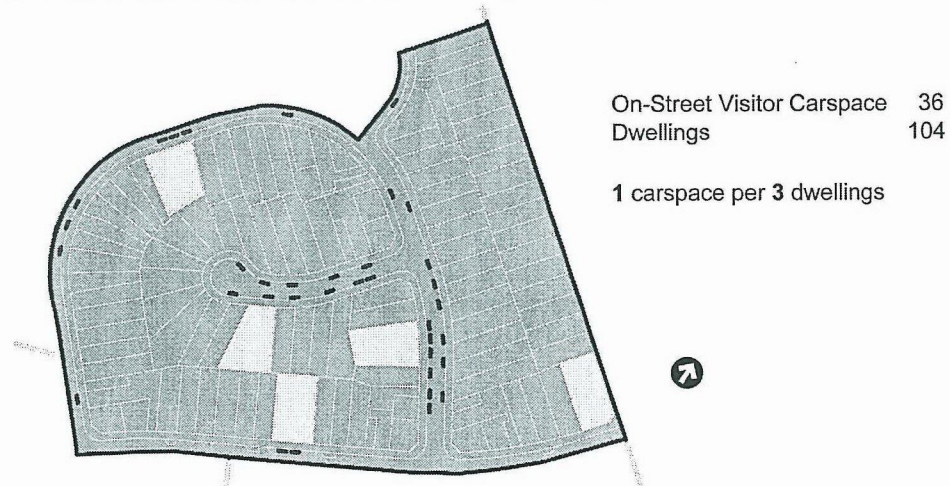 On-Street Visitor Carspace 36
Dwellings 104
1 carspace per 3 dwellings